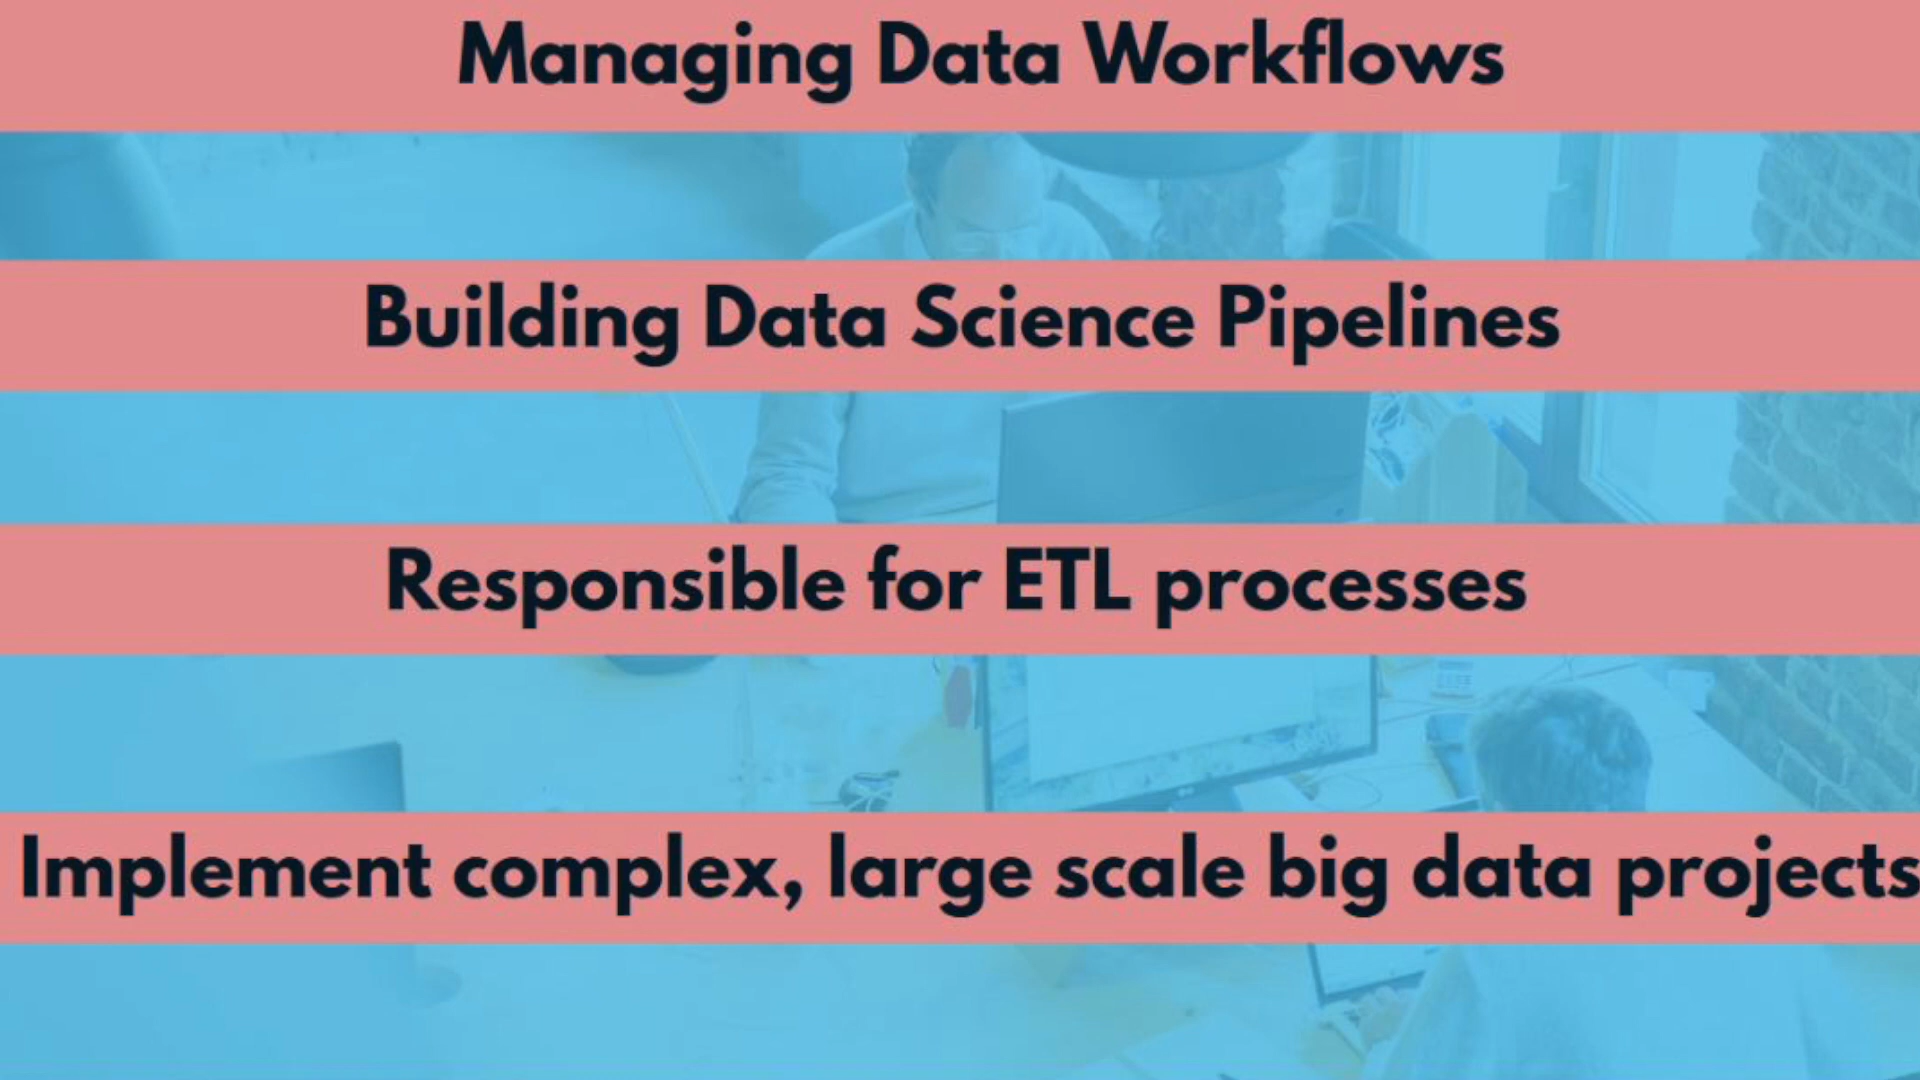 Managing Data Workflows
Building Data Science Pipelines
Responsible for ETL processes
Implement complex, large scale big data projects